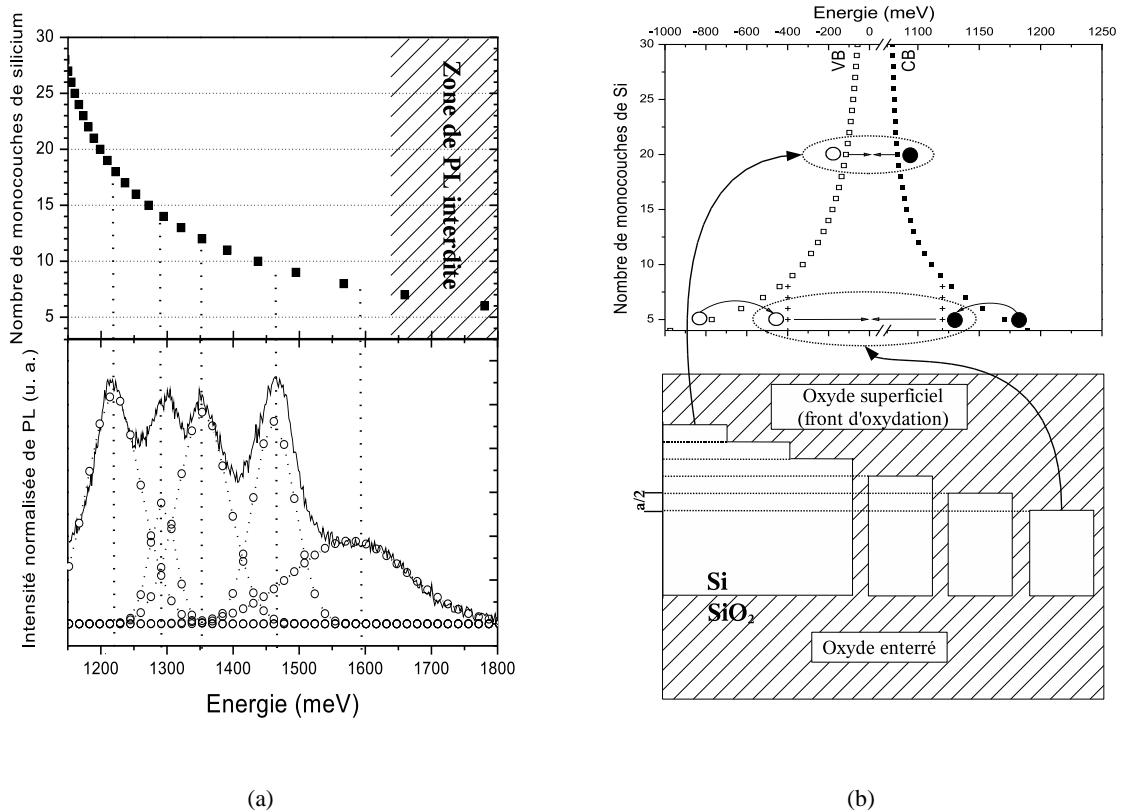 30
25
20
15
10
5
Nombre de monocouches de silicium
Zone de PL interdite
Intensité normalisée de PL (u. a.)
1200 1300 1400 1500 1600 1700 1800
Energie (meV)
(a)
Energie (meV)
-1000 -800 -600 -400 -200 0 1100 1150 1200 1250
30
25
20
15
10
5
Nombre de monocouches de Si
VB
CB
Oxyde superficiel
(front d'oxydation)
a/2
Si
SiO₂
Oxyde enterré
(b)